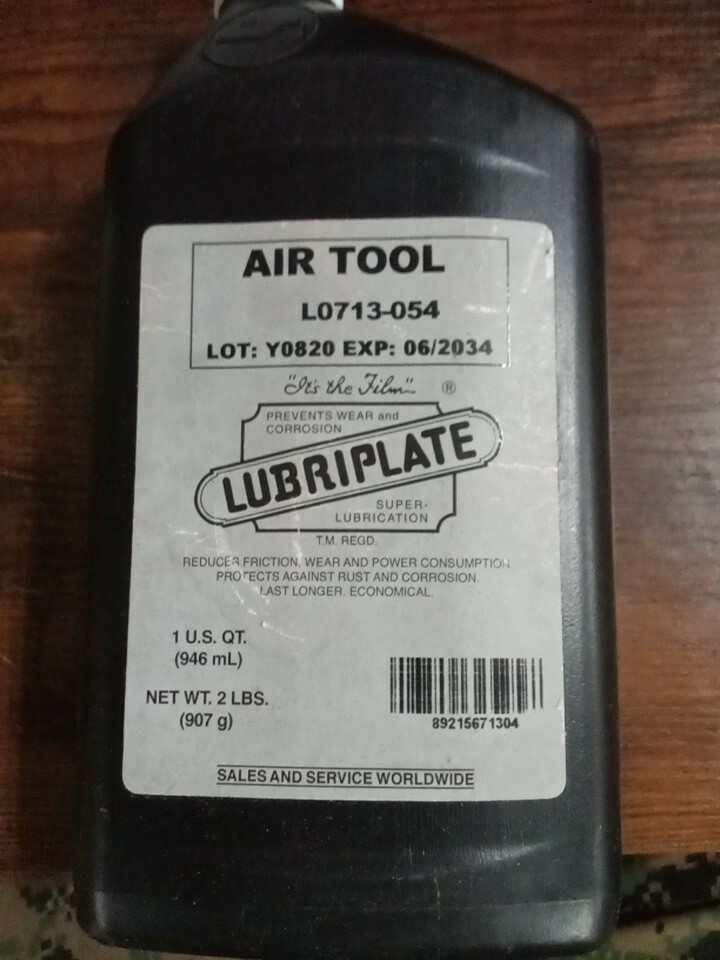 AIR TOOL
L0713-054
LOT: Y0820 EXP: 06/2034
"It's the Film" ®
PREVENTS WEAR and
CORROSION
LUBRIPLATE
SUPER-
LUBRICATION
T.M. REGD.
REDUCES FRICTION, WEAR AND POWER CONSUMPTION
PROTECTS AGAINST RUST AND CORROSION.
LAST LONGER. ECONOMICAL.
1 U.S. QT.
(946 mL)
NET WT. 2 LBS.
(907 g)
89215671304
SALES AND SERVICE WORLDWIDE